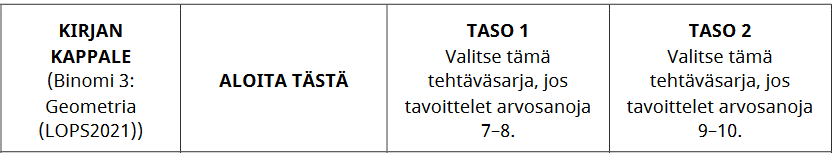 KIRJAN
KAPPALE
(Binomi 3:
Geometria
(LOPS2021))
ALOITA TÄSTÄ
TASO 1
Valitse tämä
tehtäväsarja, jos
tavoittelet arvosanoja
7–8.
TASO 2
Valitse tämä
tehtäväsarja, jos
tavoittelet arvosanoja
9–10.